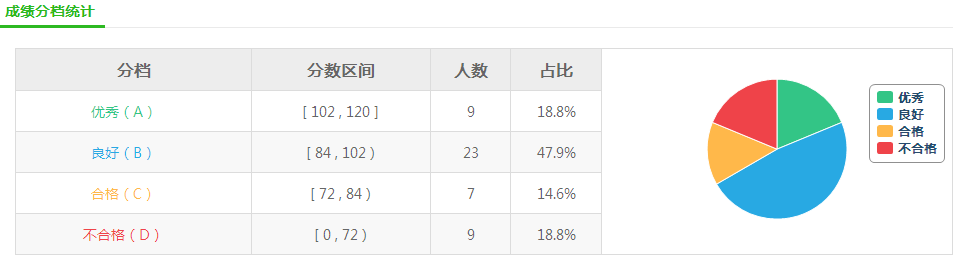 成绩分档统计
分档 分数区间 人数 占比
优秀（A） [ 102 , 120 ] 9 18.8%
良好（B） [ 84 , 102 ) 23 47.9%
合格（C） [ 72 , 84 ) 7 14.6%
不合格（D） [ 0 , 72 ) 9 18.8%
优秀
良好
合格
不合格